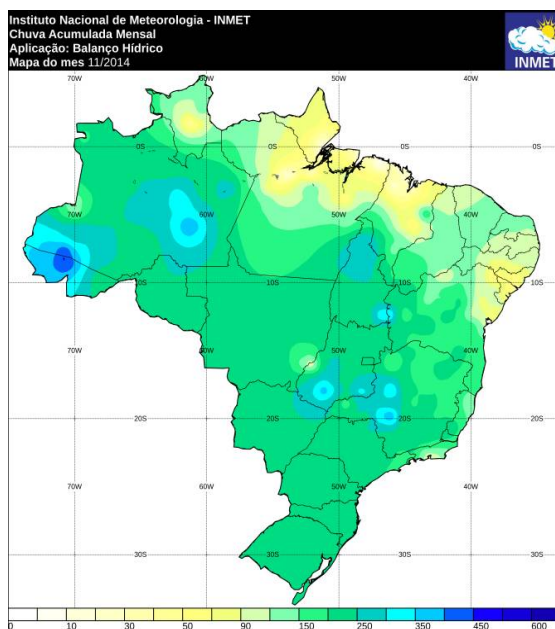 Instituto Nacional de Meteorologia - INMET
Chuva Acumulada Mensal
Aplicação: Balanço Hídrico
Mapa do mes 11/2014
INMET
70W 60W 50W 40W
0S 0S 0S 0S
70W 60W 50W 40W
10S 10S 10S 10S
70W 60W 50W 40W
20S 20S 20S 20S
70W 60W 50W 40W
30S 30S 30S 30S
0 10 30 50 90 150 250 350 450 600